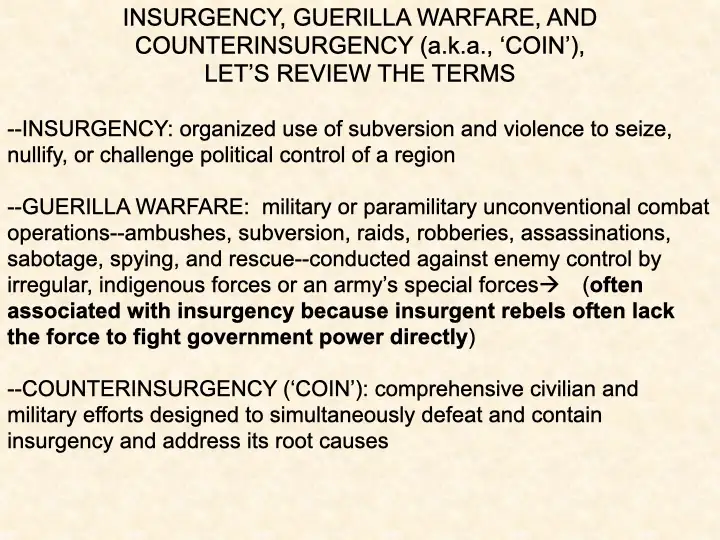 INSURGENCY, GUERILLA WARFARE, AND
COUNTERINSURGENCY (a.k.a., ‘COIN’),
LET’S REVIEW THE TERMS
--INSURGENCY: organized use of subversion and violence to seize,
nullify, or challenge political control of a region
--GUERILLA WARFARE:  military or paramilitary unconventional combat
operations--ambushes, subversion, raids, robberies, assassinations,
sabotage, spying, and rescue--conducted against enemy control by
irregular, indigenous forces or an army’s special forces→ (often
associated with insurgency because insurgent rebels often lack
the force to fight government power directly)
--COUNTERINSURGENCY (‘COIN’): comprehensive civilian and
military efforts designed to simultaneously defeat and contain
insurgency and address its root causes